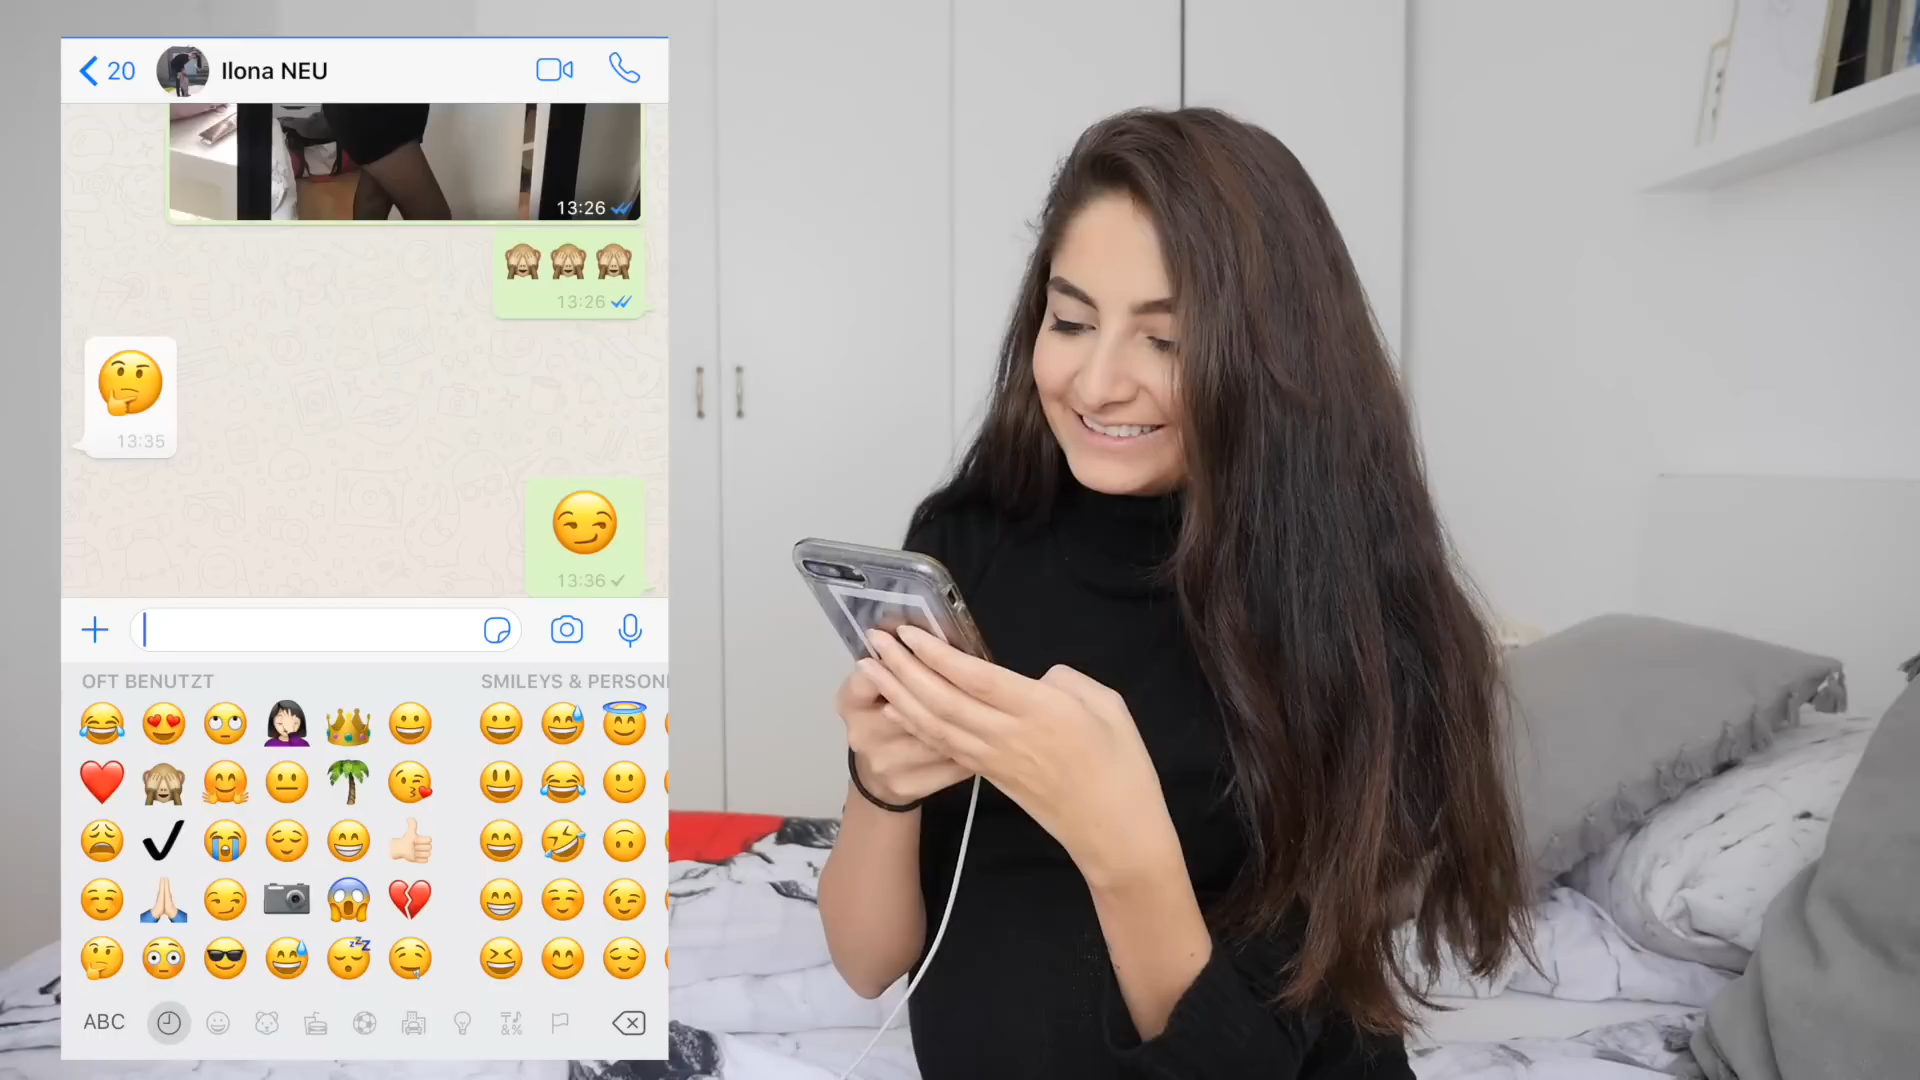 20 Ilona NEU
13:26
13:26
13:35
13:36
OFT BENUTZT SMILEYS & PERSON
ABC